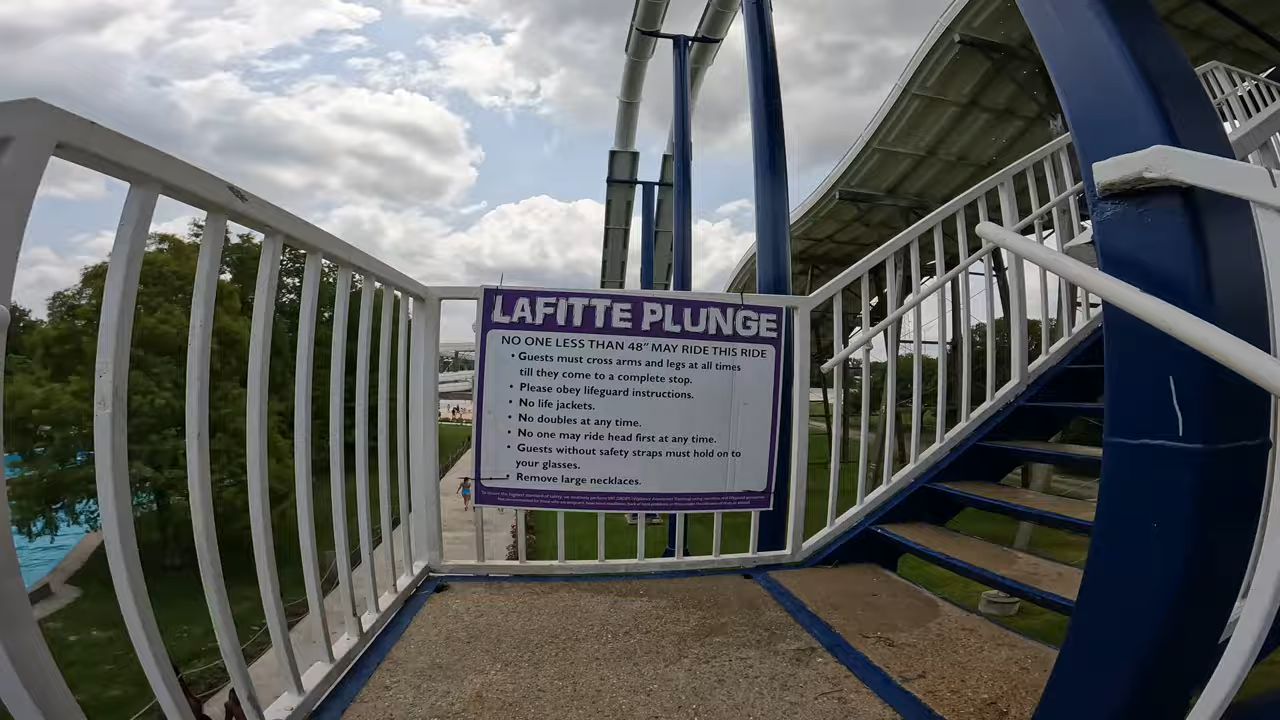 LAFITTE PLUNGE
NO ONE LESS THAN 48" MAY RIDE THIS RIDE
• Guests must cross arms and legs at all times
till they come to a complete stop.
• Please obey lifeguard instructions.
• No life jackets.
• No doubles at any time.
• No one may ride head first at any time.
• Guests without safety straps must hold on to
your glasses.
• Remove large necklaces.